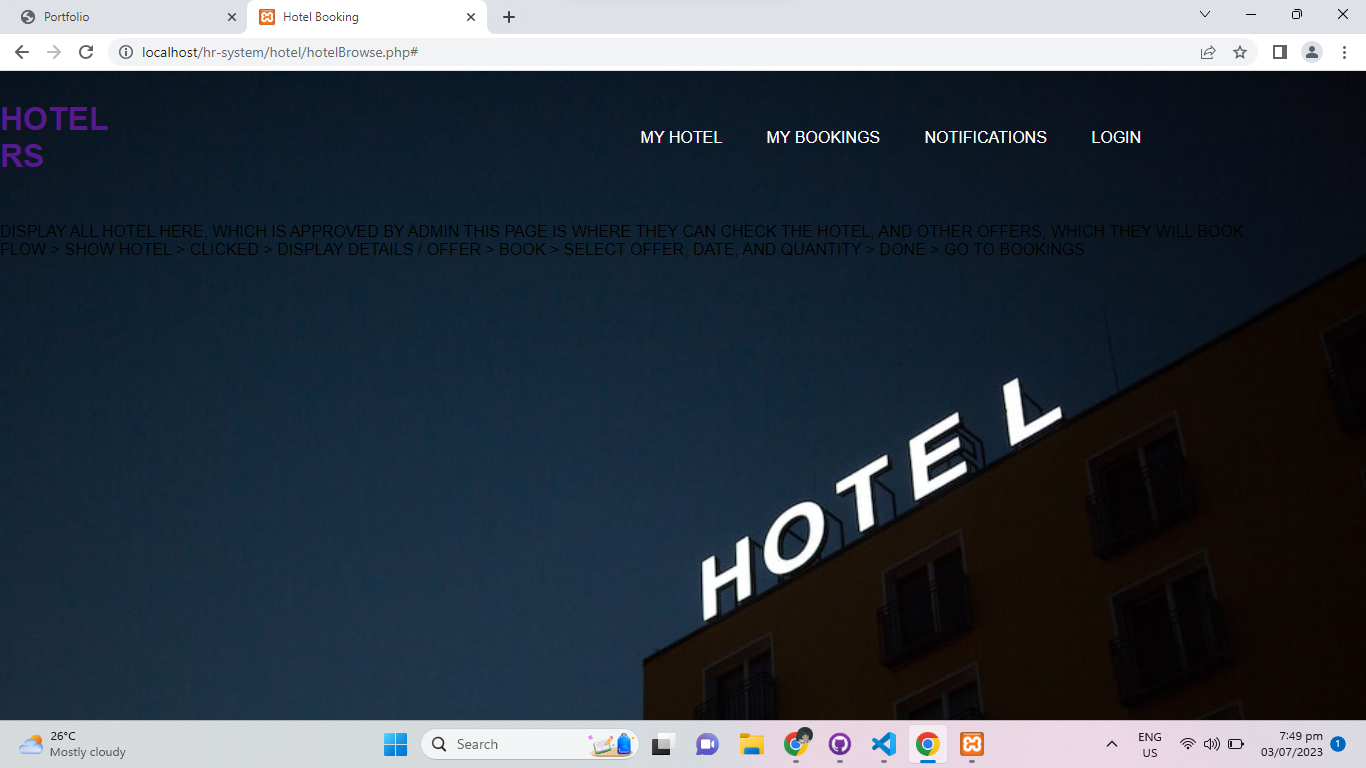 Portfolio
Hotel Booking
localhost/hr-system/hotel/hotelBrowse.php#
HOTEL
RS
MY HOTEL
MY BOOKINGS
NOTIFICATIONS
LOGIN
DISPLAY ALL HOTEL HERE, WHICH IS APPROVED BY ADMIN THIS PAGE IS WHERE THEY CAN CHECK THE HOTEL, AND OTHER OFFERS, WHICH THEY WILL BOOK
FLOW > SHOW HOTEL > CLICKED > DISPLAY DETAILS / OFFER > BOOK > SELECT OFFER, DATE, AND QUANTITY > DONE > GO TO BOOKINGS
HOTEL
26°C
Mostly cloudy
Search
ENG
US
7:49 pm
03/07/2023
1